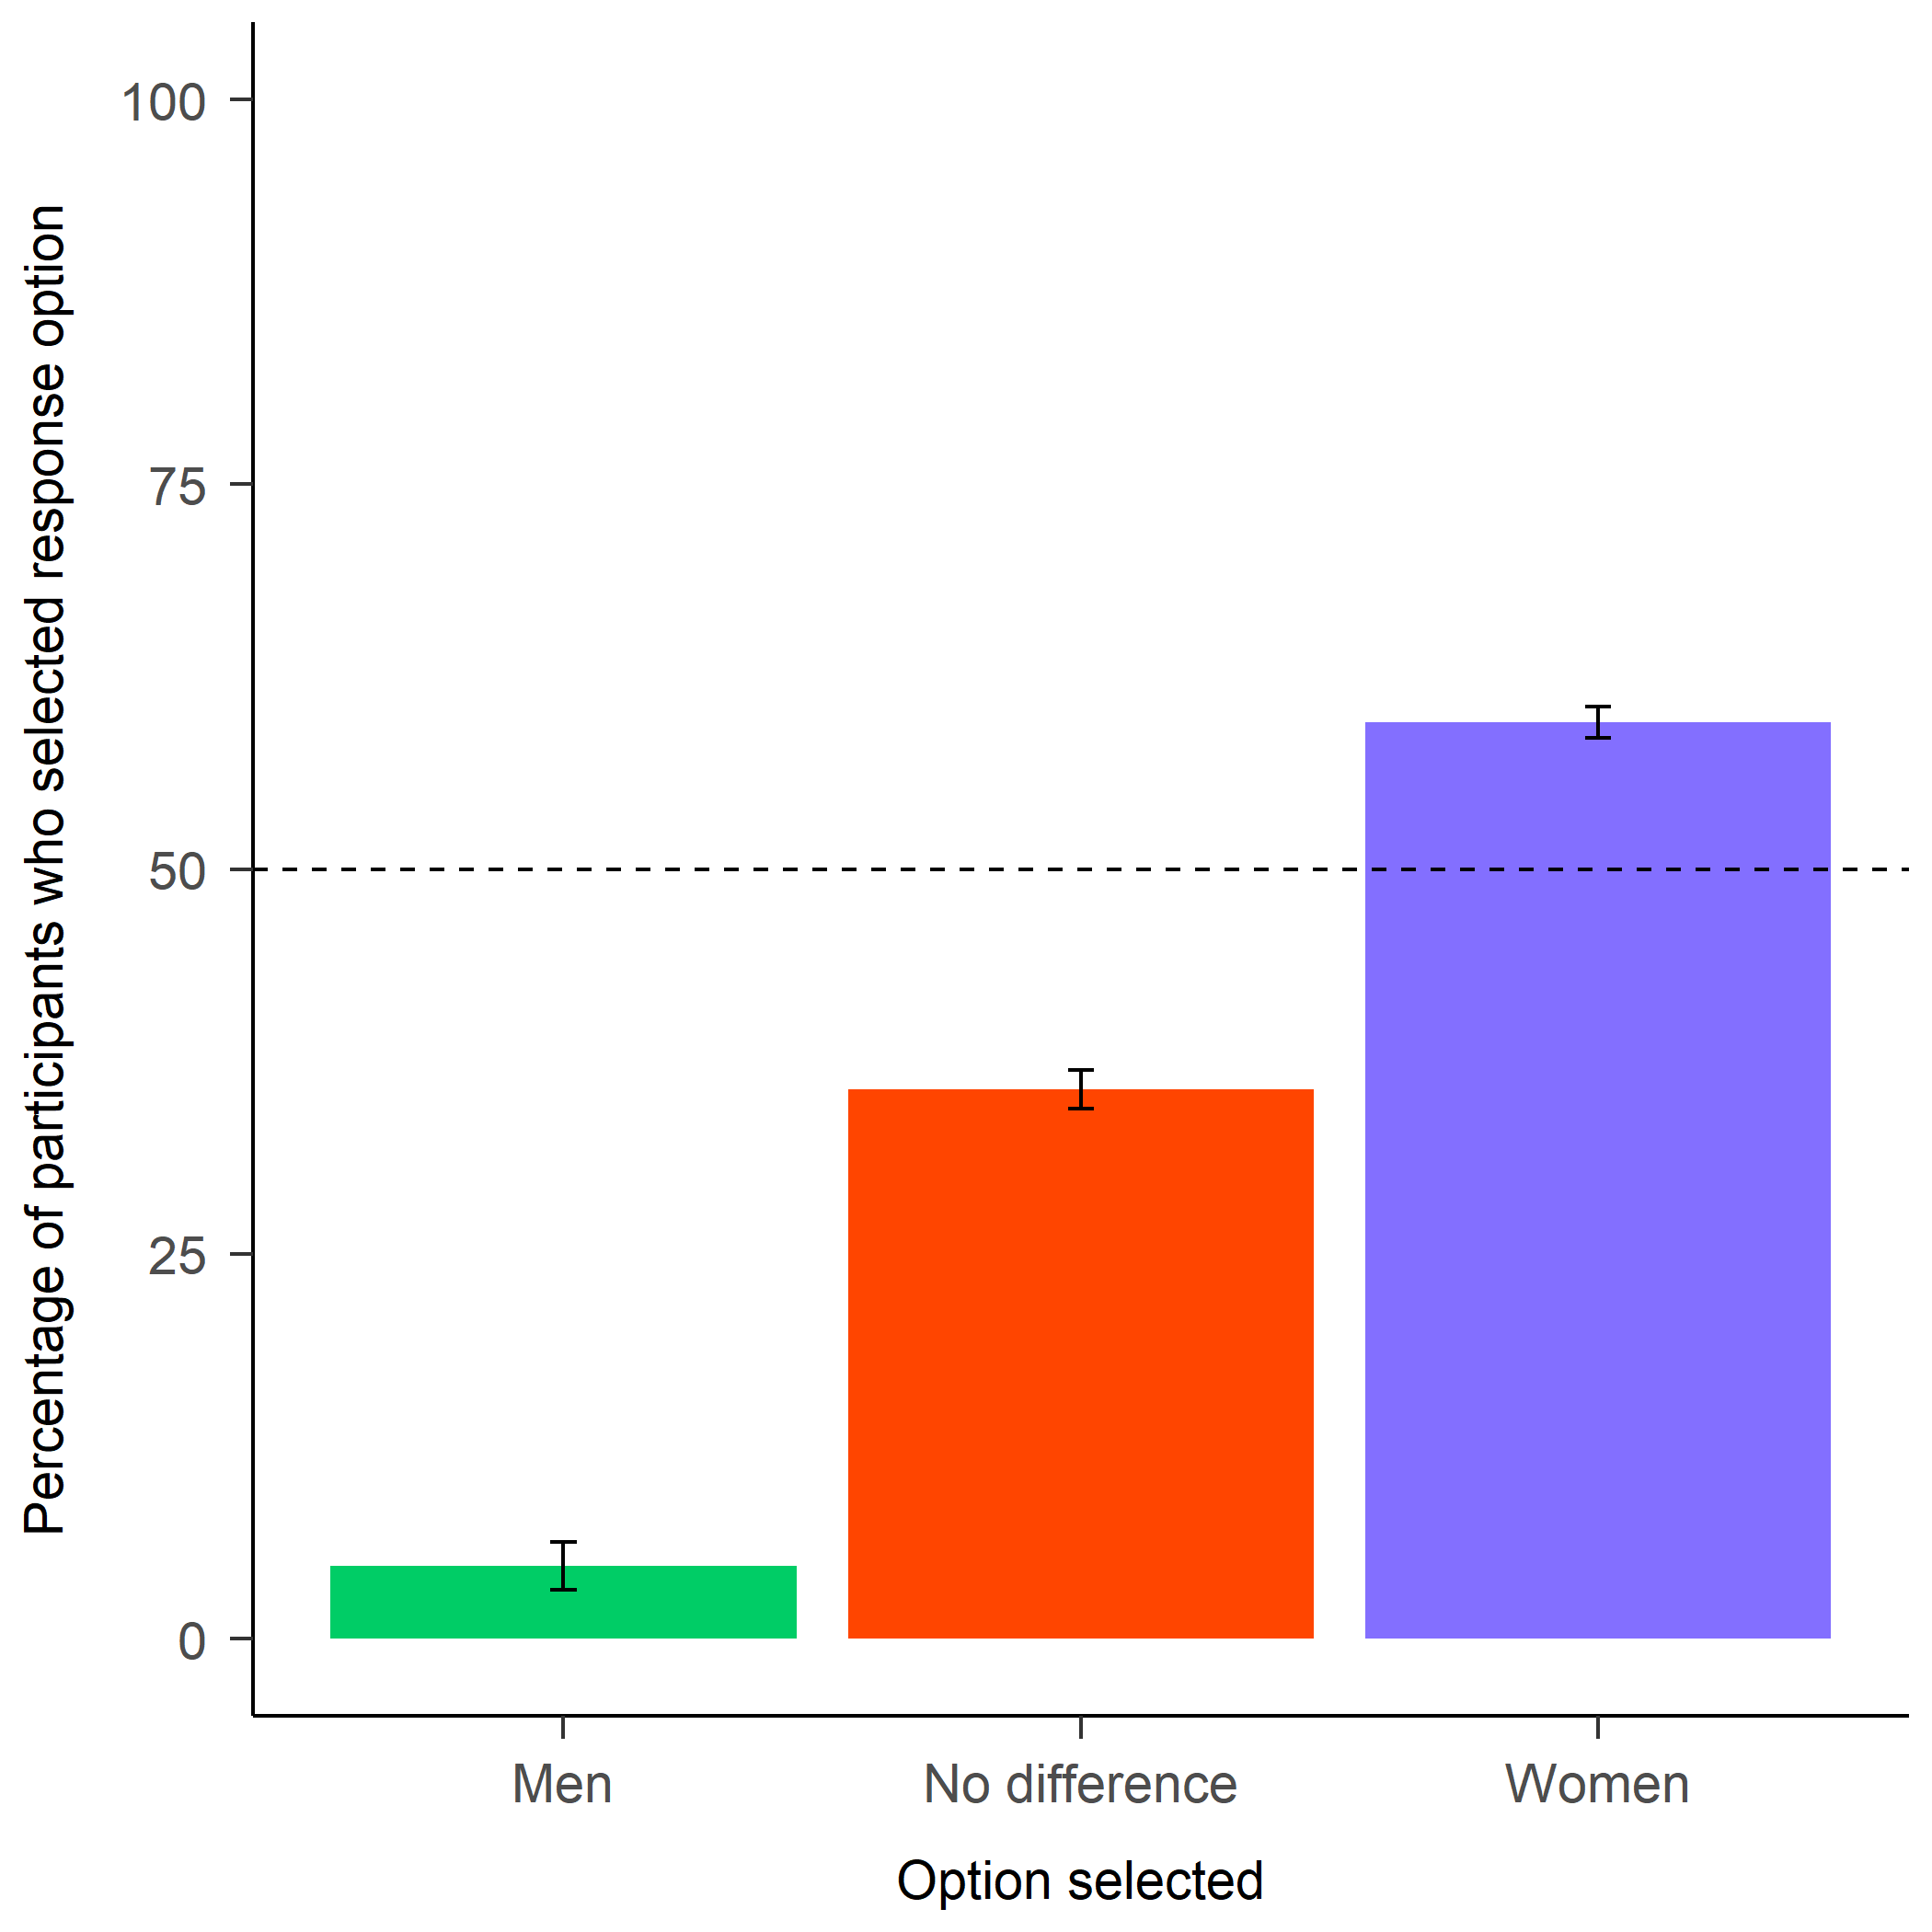 Percentage of participants who selected response option
100
75
50
25
0
Men
No difference
Women
Option selected